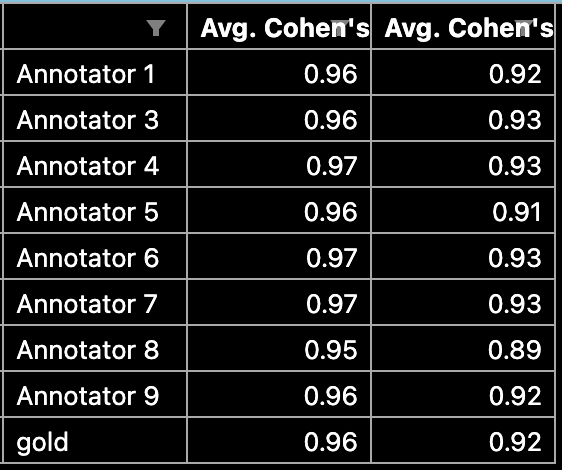 Avg. Cohen's Avg. Cohen's
Annotator 1 0.96 0.92
Annotator 3 0.96 0.93
Annotator 4 0.97 0.93
Annotator 5 0.96 0.91
Annotator 6 0.97 0.93
Annotator 7 0.97 0.93
Annotator 8 0.95 0.89
Annotator 9 0.96 0.92
gold 0.96 0.92